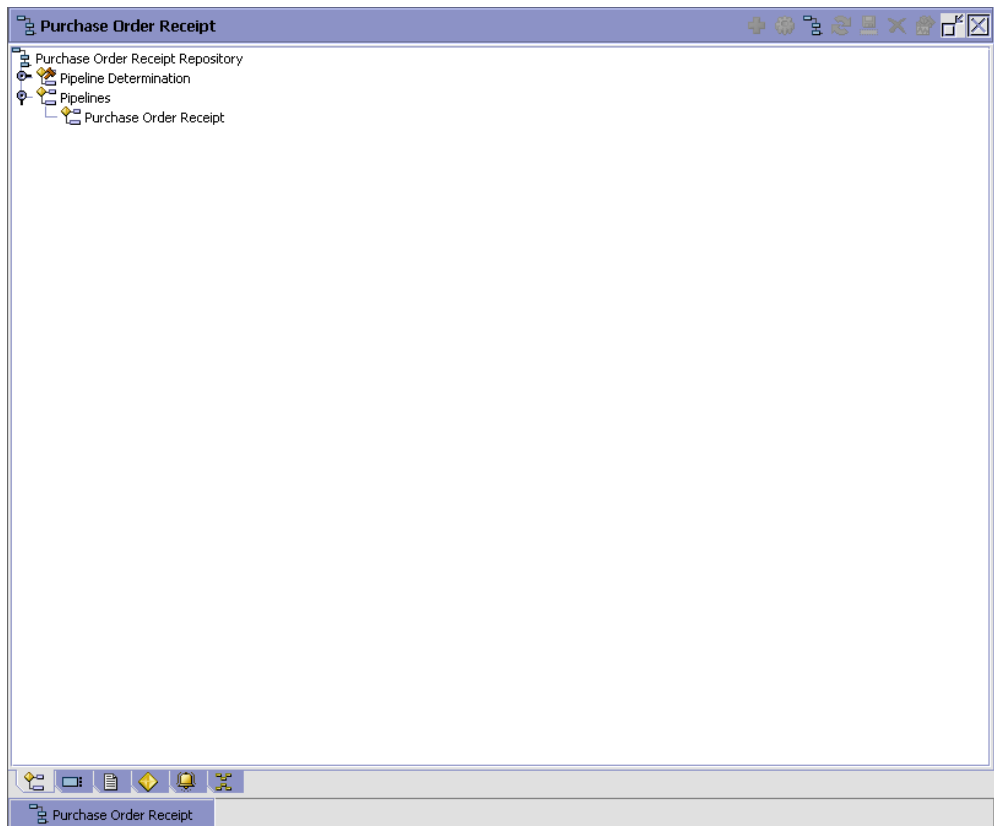 Purchase Order Receipt
Purchase Order Receipt Repository
Pipeline Determination
Pipelines
Purchase Order Receipt
Purchase Order Receipt